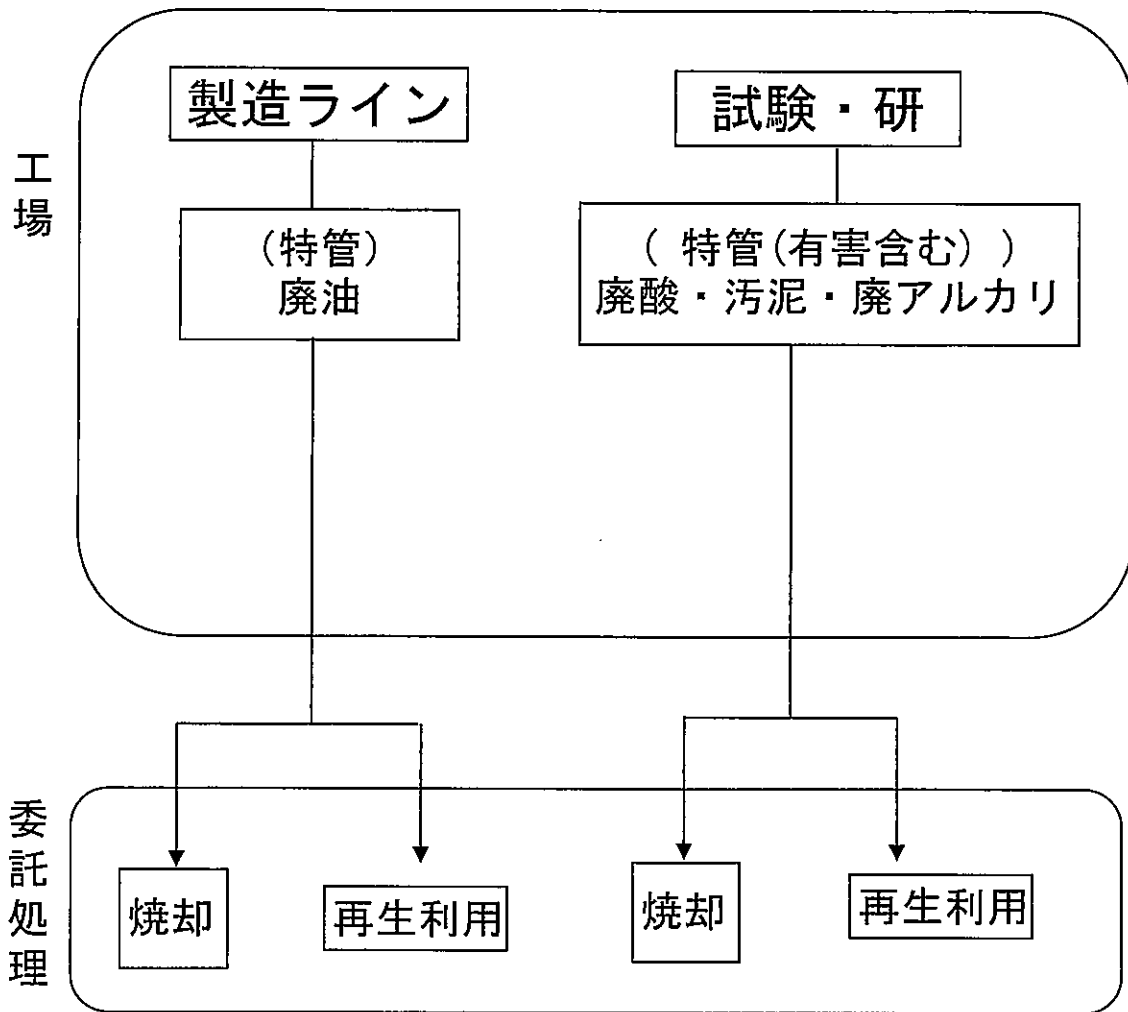 工場
製造ライン
試験・研
(特管)
廃油
( 特管(有害含む) )
廃酸・汚泥・廃アルカリ
委託処理
焼却
再生利用
焼却
再生利用